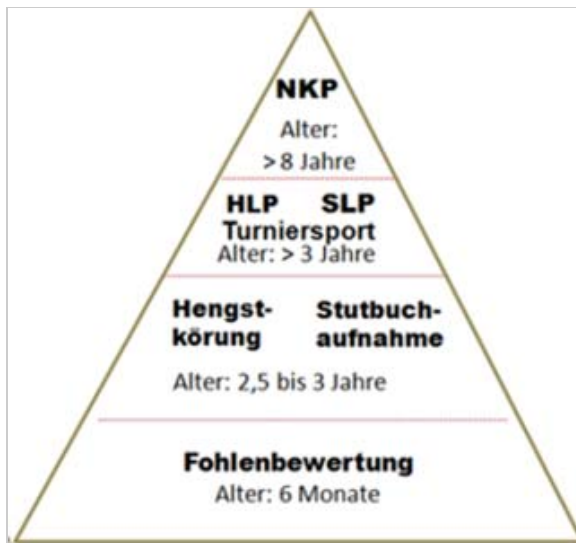 NKP
Alter:
> 8 Jahre
HLP SLP
Turniersport
Alter: > 3 Jahre
Hengst- Stutbuch-
körung aufnahme
Alter: 2,5 bis 3 Jahre
Fohlenbewertung
Alter: 6 Monate